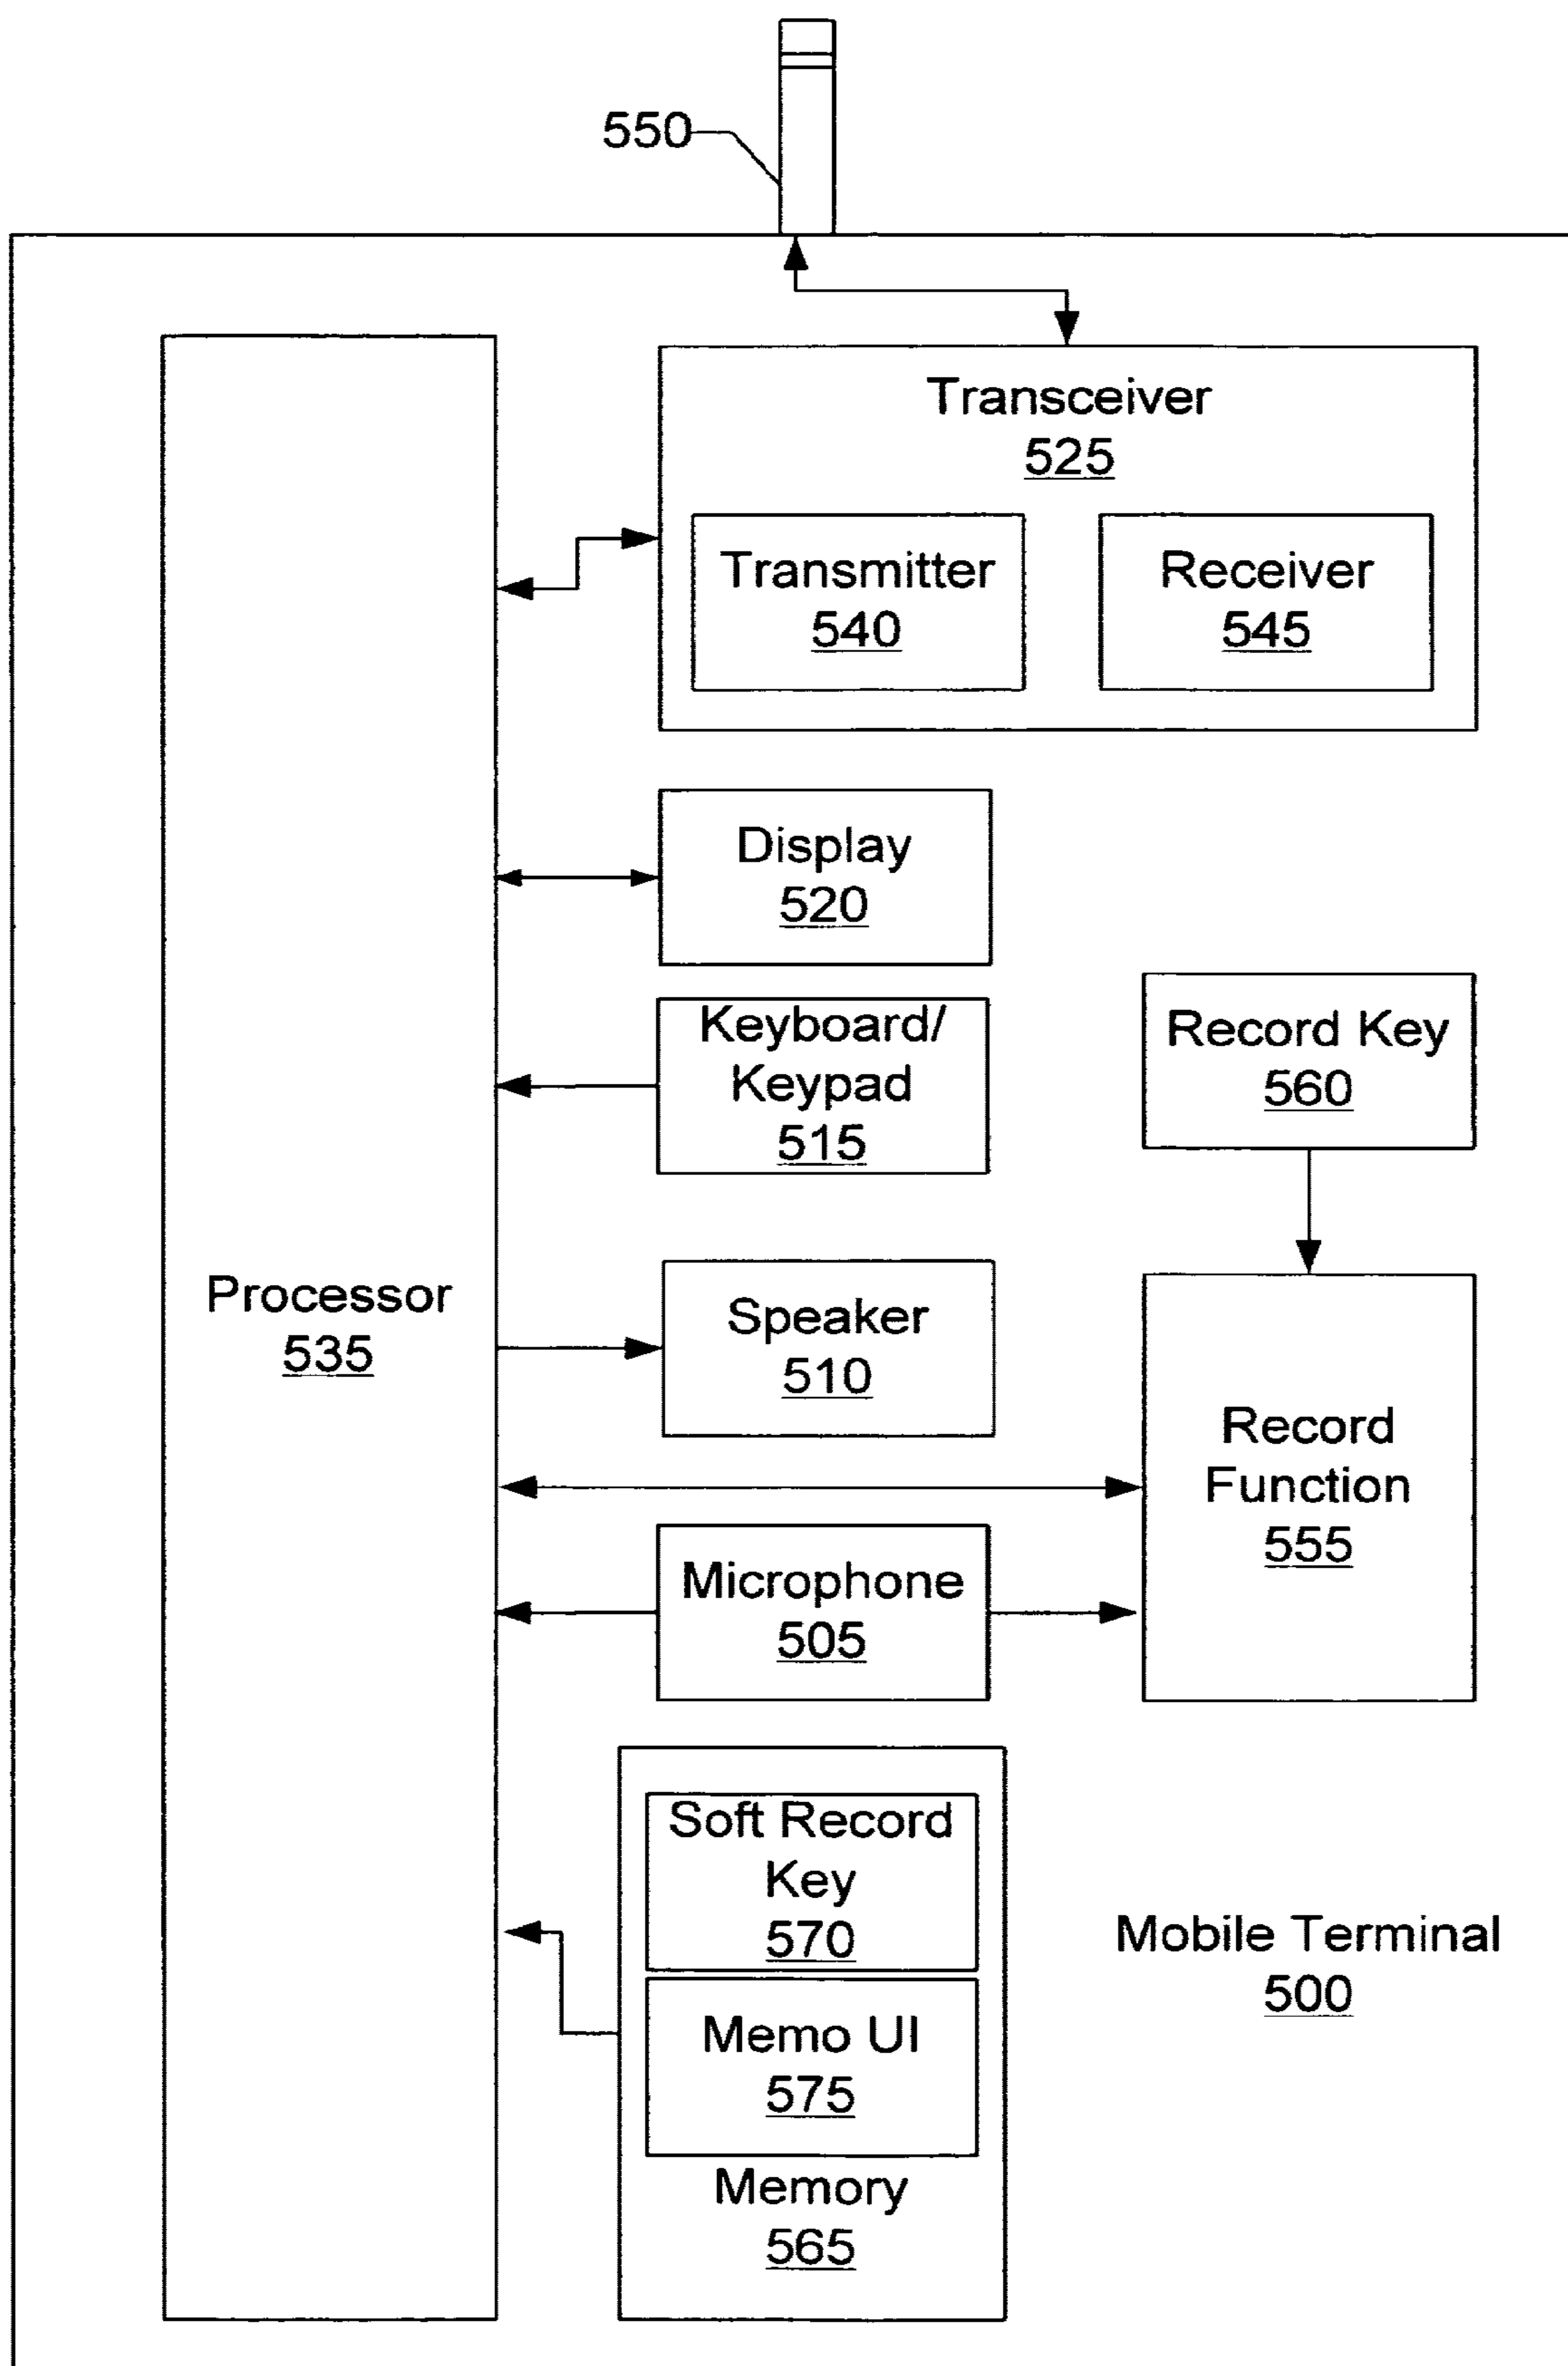 550
Transceiver
525
Transmitter
540
Receiver
545
Display
520
Keyboard/
Keypad
515
Record Key
560
Processor
535
Speaker
510
Record
Function
555
Microphone
505
Soft Record
Key
570
Memo UI
575
Memory
565
Mobile Terminal
500